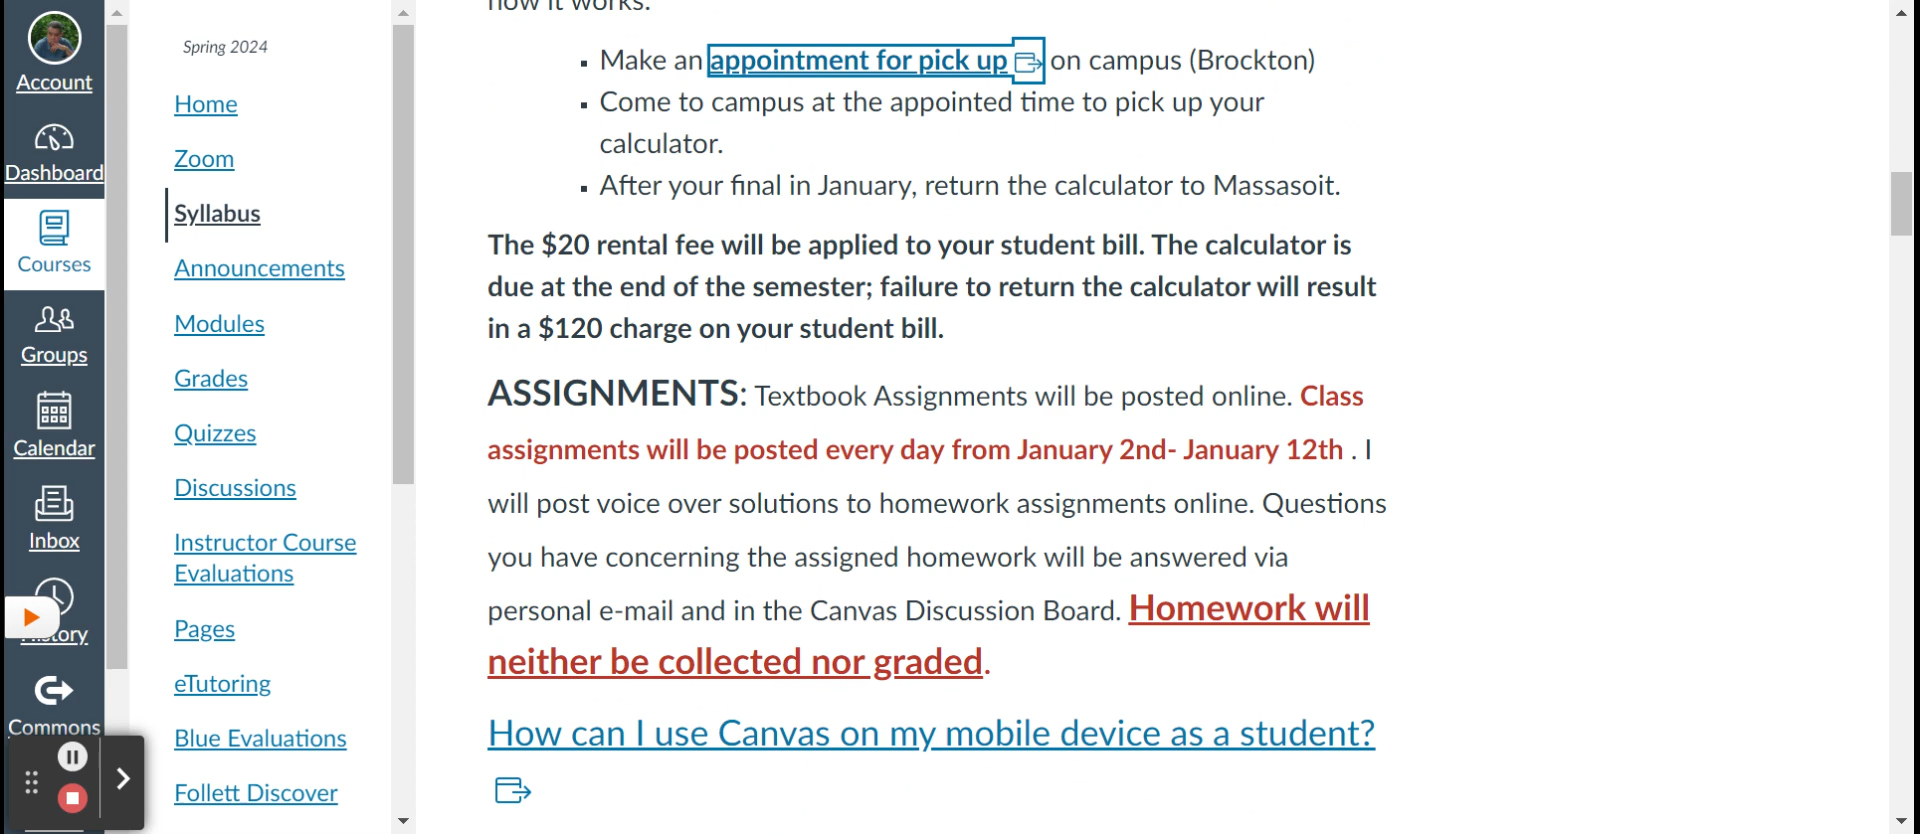 Account
Dashboard
Courses
Groups
Calendar
Inbox
History
Commons
Spring 2024
Home
Zoom
Syllabus
Announcements
Modules
Grades
Quizzes
Discussions
Instructor Course
Evaluations
Pages
eTutoring
Blue Evaluations
Follett Discover
how it works:
▪ Make an appointment for pick up on campus (Brockton)
▪ Come to campus at the appointed time to pick up your
calculator.
▪ After your final in January, return the calculator to Massasoit.
The $20 rental fee will be applied to your student bill. The calculator is
due at the end of the semester; failure to return the calculator will result
in a $120 charge on your student bill.
ASSIGNMENTS: Textbook Assignments will be posted online. Class
assignments will be posted every day from January 2nd- January 12th . I
will post voice over solutions to homework assignments online. Questions
you have concerning the assigned homework will be answered via
personal e-mail and in the Canvas Discussion Board. Homework will
neither be collected nor graded.
How can I use Canvas on my mobile device as a student?